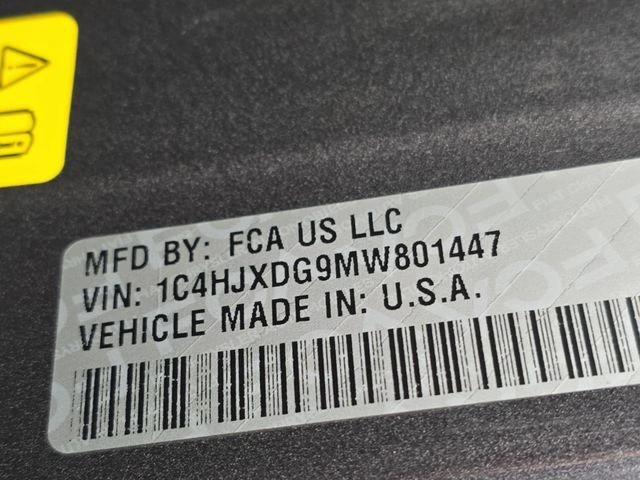 MFD BY: FCA US LLC
VIN: 1C4HJXDG9MW801447
VEHICLE MADE IN: U.S.A.